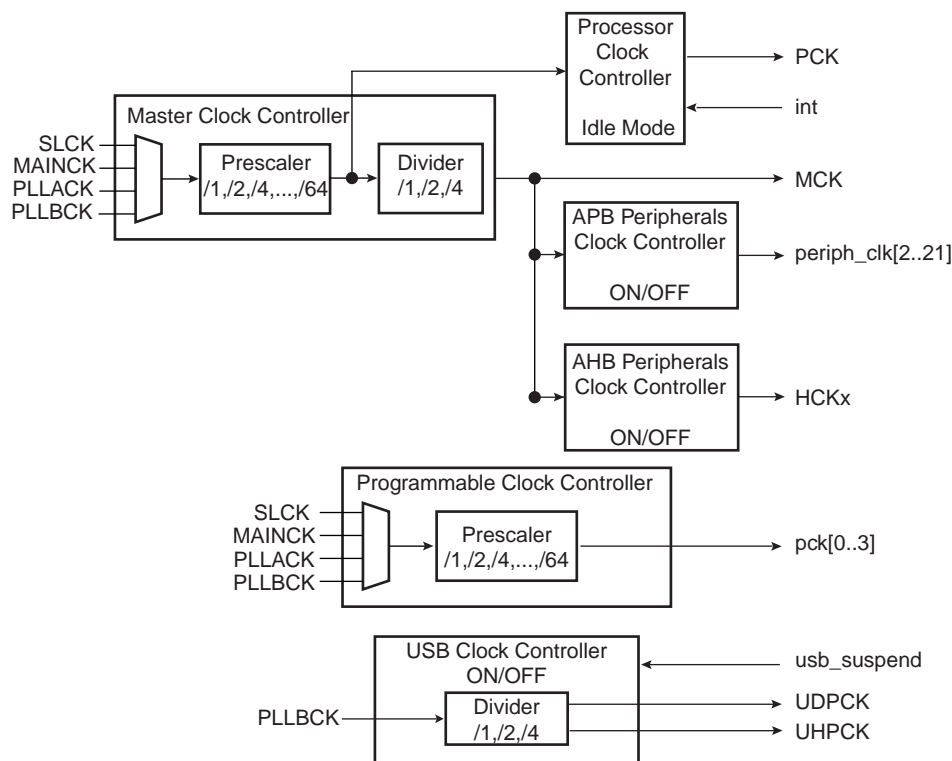 Processor
Clock
Controller
Idle Mode
PCK
int
Master Clock Controller
SLCK
MAINCK
PLLACK
PLLBCK
Prescaler
/1,/2,/4,...,/64
Divider
/1,/2,/4
MCK
APB Peripherals
Clock Controller
ON/OFF
periph_clk[2..21]
AHB Peripherals
Clock Controller
ON/OFF
HCKx
Programmable Clock Controller
SLCK
MAINCK
PLLACK
PLLBCK
Prescaler
/1,/2,/4,...,/64
pck[0..3]
USB Clock Controller
ON/OFF
usb_suspend
PLLBCK
Divider
/1,/2,/4
UDPCK
UHPCK